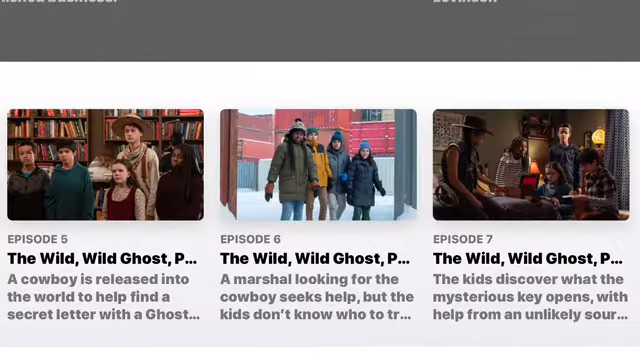 EPISODE 5
The Wild, Wild Ghost, P...
A cowboy is released into
the world to help find a
secret letter with a Ghost...
EPISODE 6
The Wild, Wild Ghost, P...
A marshal looking for the
cowboy seeks help, but the
kids don't know who to tr...
EPISODE 7
The Wild, Wild Ghost, P...
The kids discover what the
mysterious key opens, with
help from an unlikely sour...